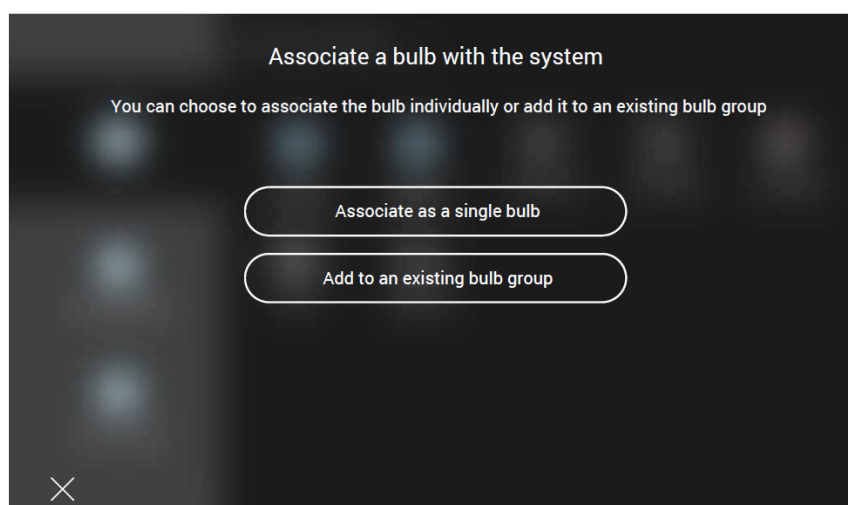 Associate a bulb with the system
You can choose to associate the bulb individually or add it to an existing bulb group
Associate as a single bulb
Add to an existing bulb group